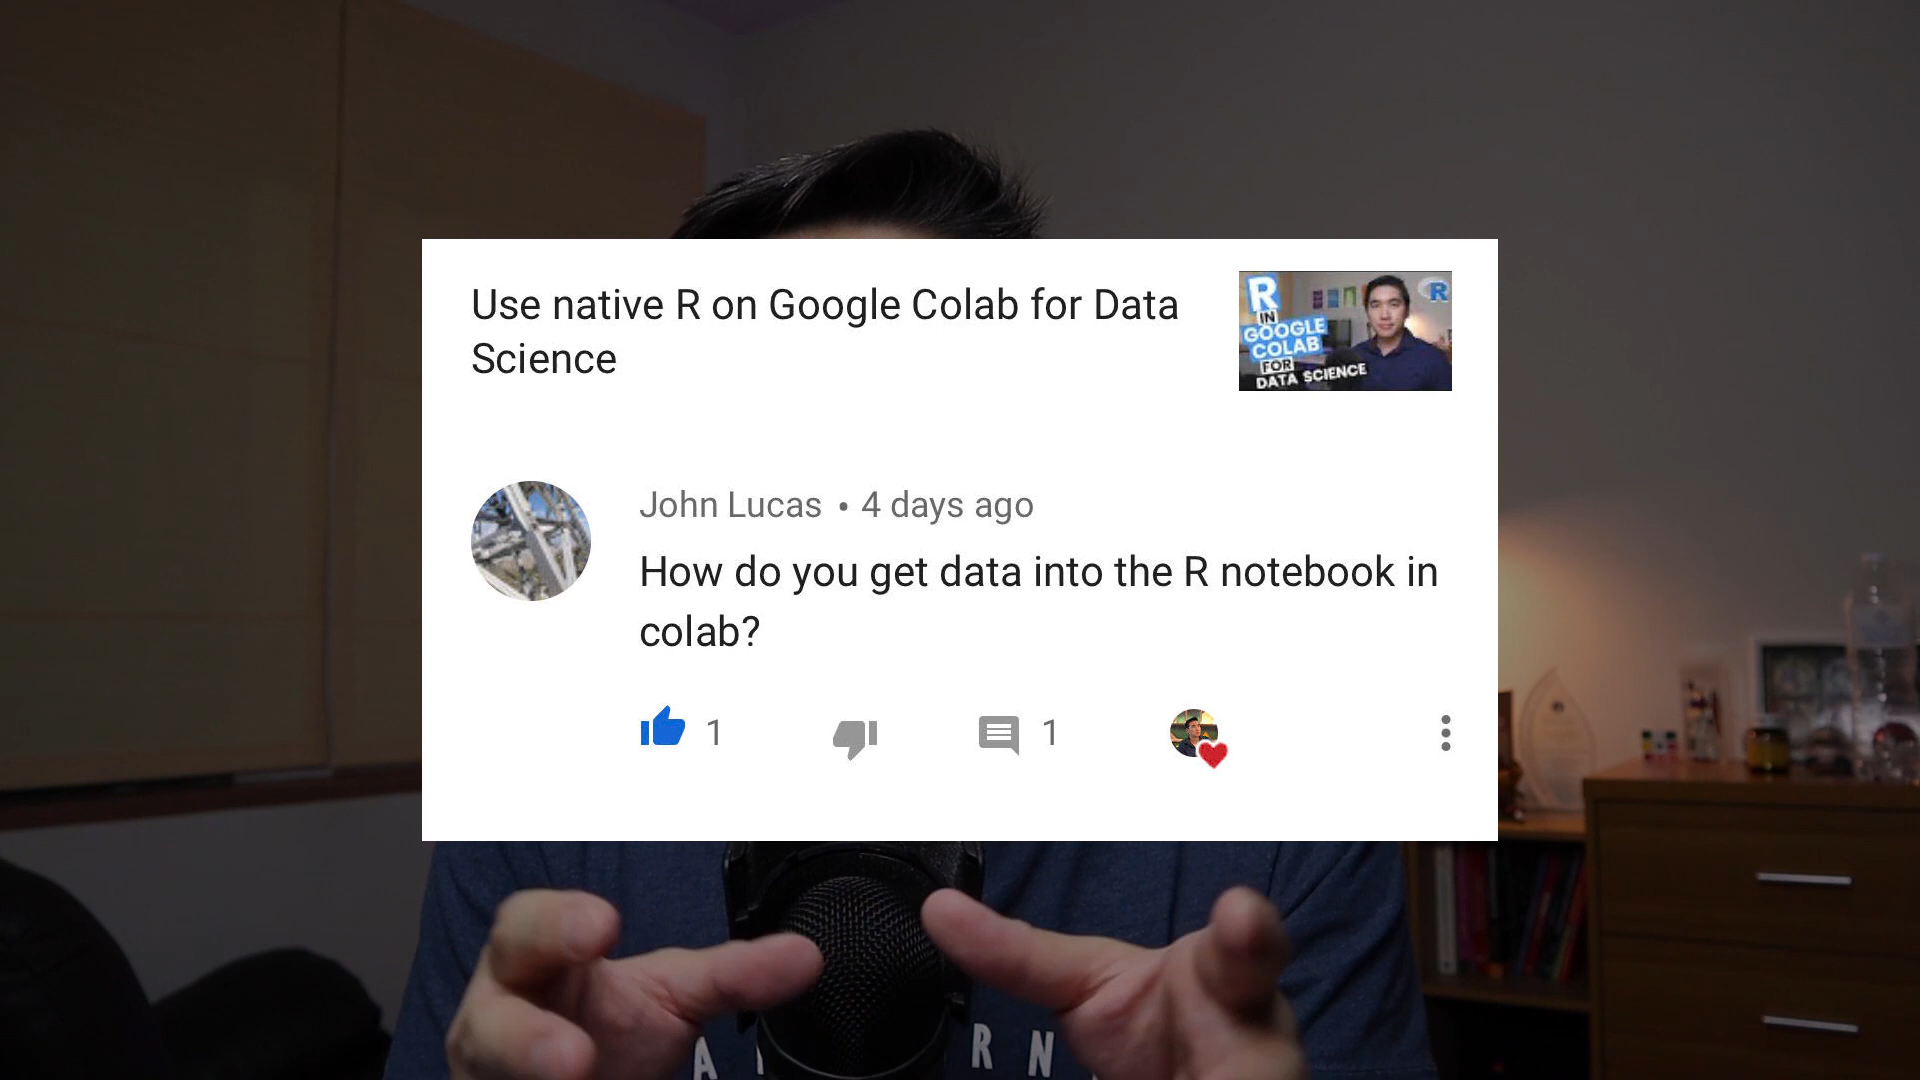 Use native R on Google Colab for Data
Science
R
IN
GOOGLE
COLAB
FOR
DATA SCIENCE
R
John Lucas • 4 days ago
How do you get data into the R notebook in
colab?
1
1
A
R N